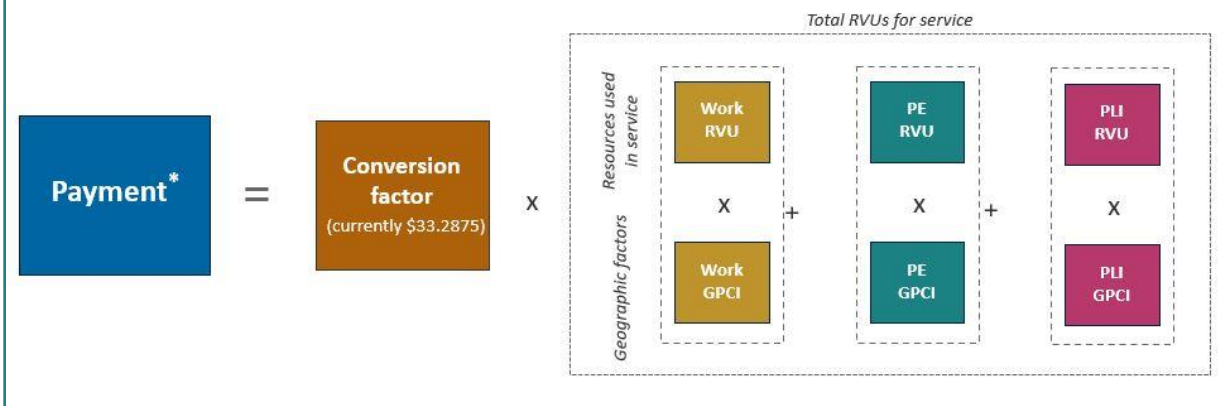 Total RVUs for service
Payment*
=
Conversion
factor
(currently $33.2875)
x
Resources used
in service
Geographic factors
Work
RVU
x
Work
GPCI
+
PE
RVU
x
PE
GPCI
+
PLI
RVU
x
PLI
GPCI